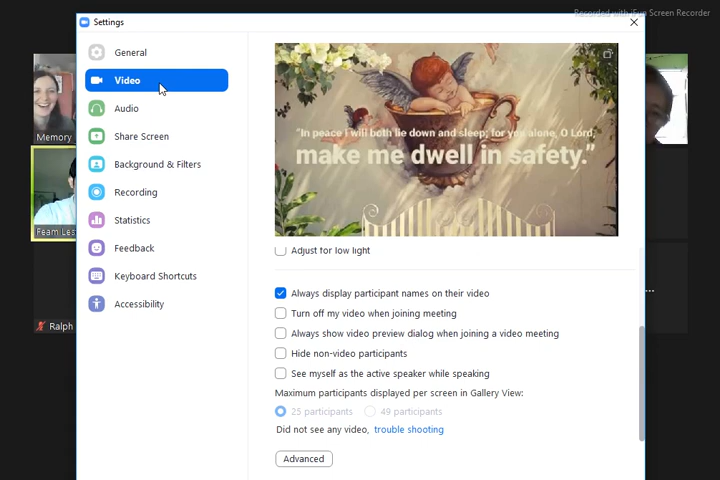 Recorded with iFun Screen Recorder
Settings
General
Video
Audio
Share Screen
Background & Filters
Recording
Statistics
Feedback
Keyboard Shortcuts
Accessibility
Memory
Ralph
"In peace i will both lie down and sleep; for you alone, O Lord,
make me dwell in safety."
Adjust for low light
Always display participant names on their video
Turn off my video when joining meeting
Always show video preview dialog when joining a video meeting
Hide non-video participants
See myself as the active speaker while speaking
Maximum participants displayed per screen in Gallery View:
25 participants 49 participants
Did not see any video, trouble shooting
Advanced
...